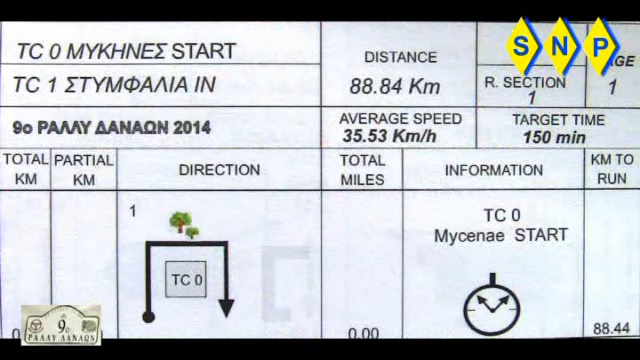 TC 0 ΜΥΚΗΝΕΣ START
TC 1 ΣΤΥΜΦΑΛΙΑ IN
DISTANCE
88.84 Km
R. SECTION
1
1
SNP
9ο ΡΑΛΛΥ ΔΑΝΑΩΝ 2014
AVERAGE SPEED
35.53 Km/h
TARGET TIME
150 min
TOTAL KM
PARTIAL KM
DIRECTION
TOTAL MILES
INFORMATION
KM TO RUN
1
TC 0
TC 0
Mycenae START
0.00
88.44
9ο
ΡΑΛΛΥ ΔΑΝΑΩΝ